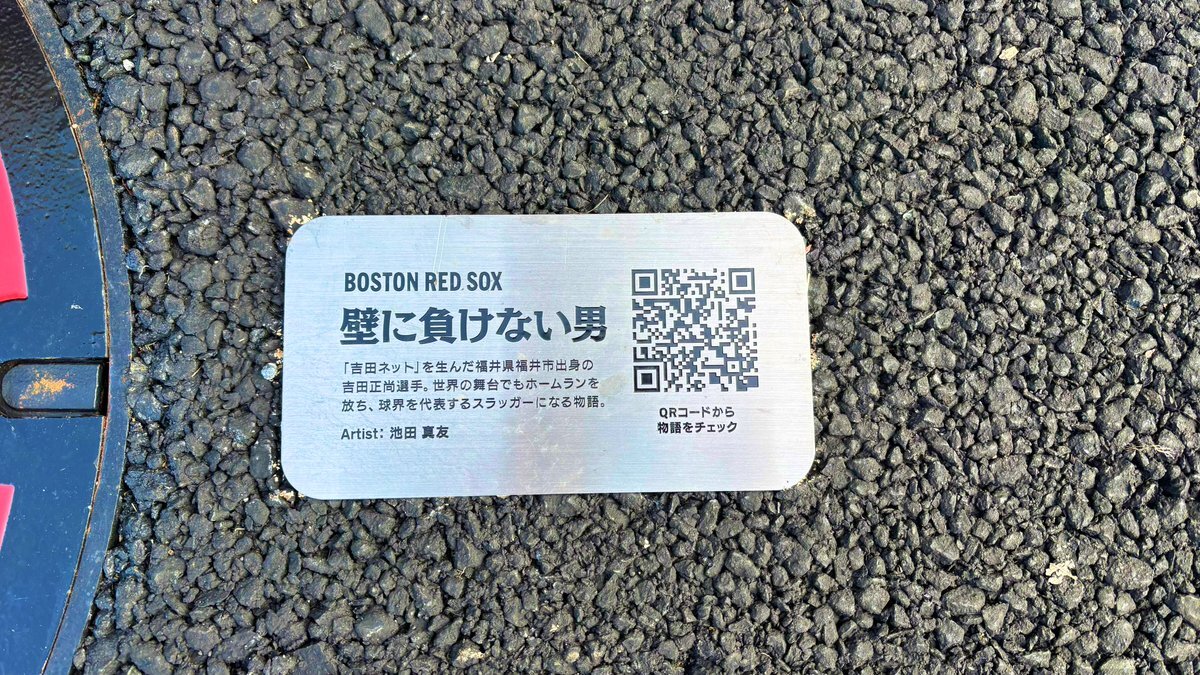 BOSTON RED SOX
壁に負けない男
「吉田ネット」を生んだ福井県福井市出身の
吉田正尚選手。世界の舞台でもホームランを
放ち、球界を代表するスラッガーになる物語。
Artist: 池田 真友
QRコードから
物語をチェック